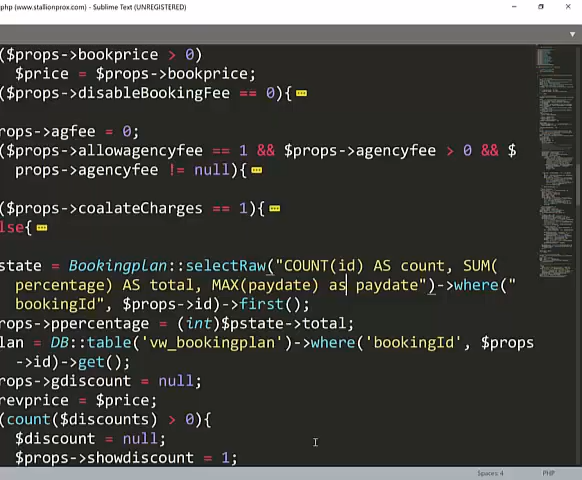 php (www.stallionprox.com) - Sublime Text (UNREGISTERED)
($props->bookprice > 0)
$price = $props->bookprice;
($props->disableBookingFee == 0){
rops->agfee = 0;
($props->allowagencyfee == 1 && $props->agencyfee > 0 && $
props->agencyfee != null){
($props->coalateCharges == 1){
lse{
state = Bookingplan::selectRaw("COUNT(id) AS count, SUM(
percentage) AS total, MAX(paydate) as paydate")->where("
bookingId", $props->id)->first();
rops->ppercentage = (int)$pstate->total;
lan = DB::table('vw_bookingplan')->where('bookingId', $props
->id)->get();
rops->gdiscount = null;
revprice = $price;
(count($discounts) > 0){
$discount = null;
$props->showdiscount = 1;
Spaces: 4
PHP